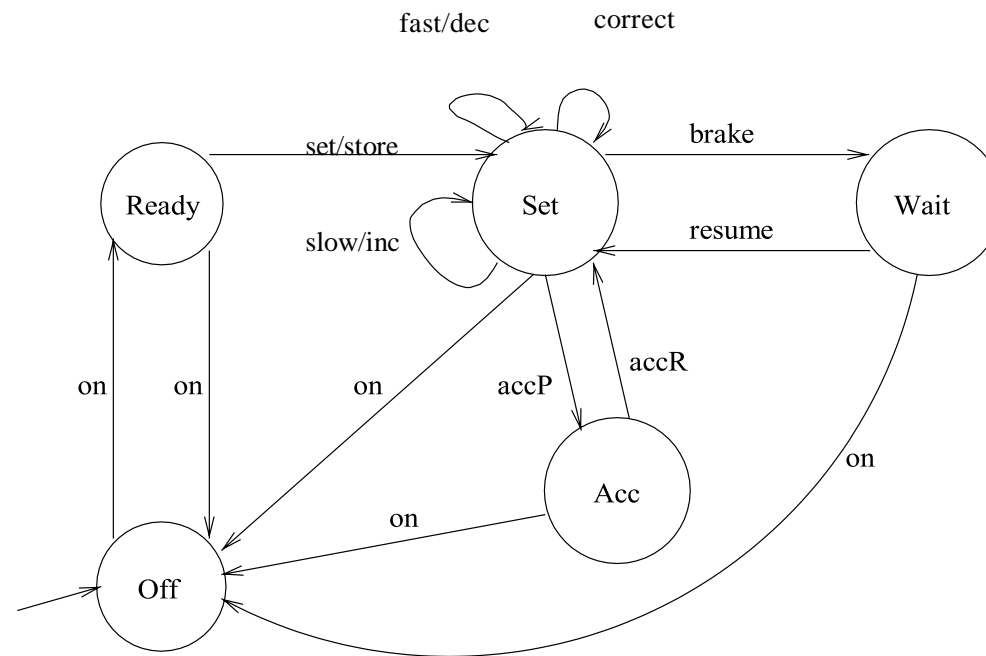 fast/dec
correct
set/store
brake
Ready
Set
Wait
resume
slow/inc
accR
on
on
on
accP
on
Acc
on
Off